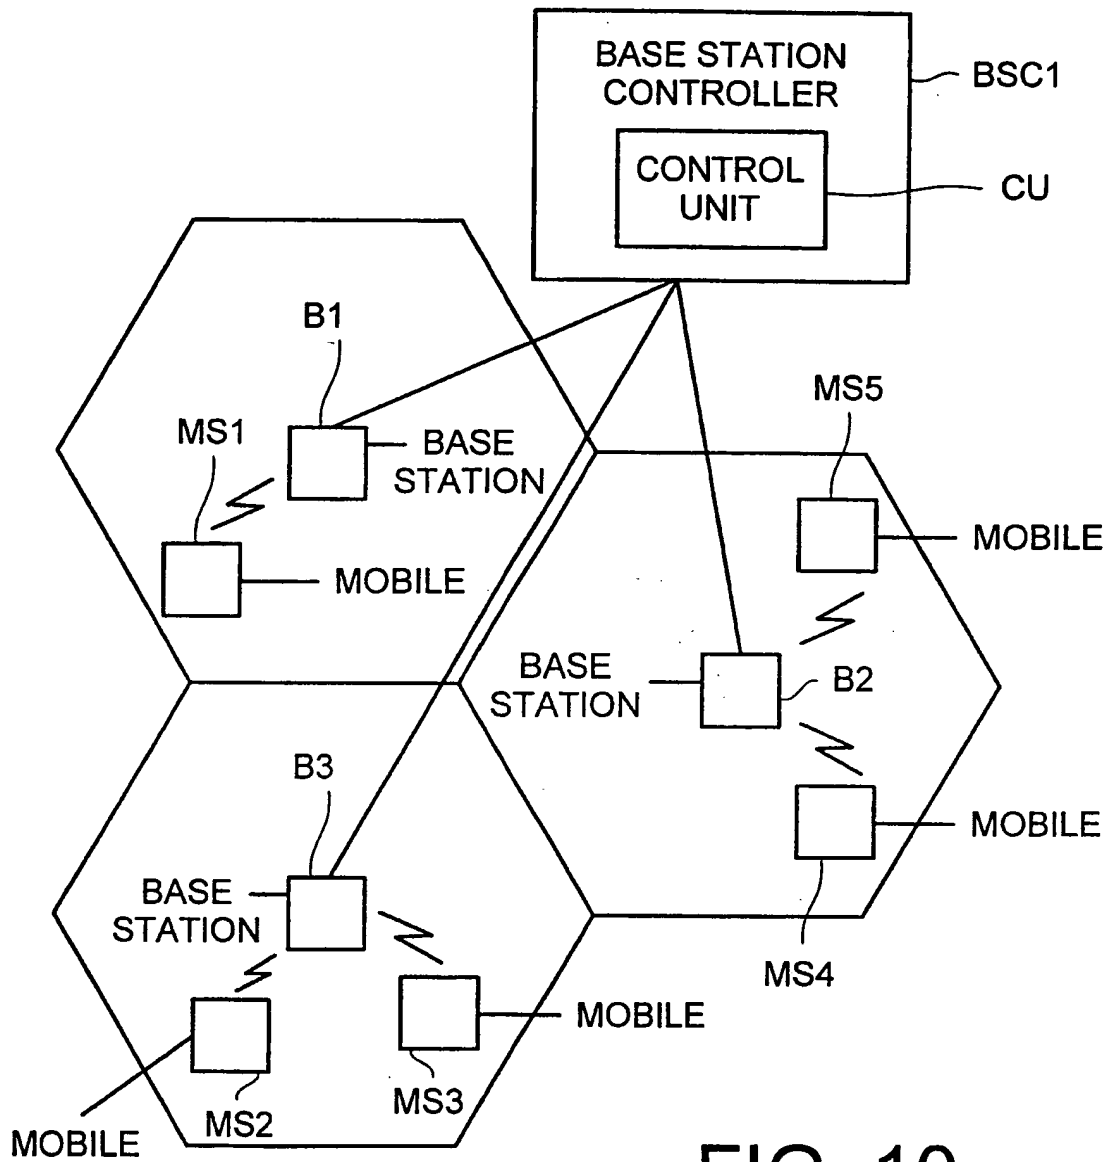 BASE STATION
CONTROLLER
BSC1
CONTROL
UNIT
CU
B1
MS1
BASE
STATION
MOBILE
MS5
MOBILE
BASE
STATION
B2
MOBILE
MS4
B3
BASE
STATION
MOBILE
MS3
MS2
MOBILE